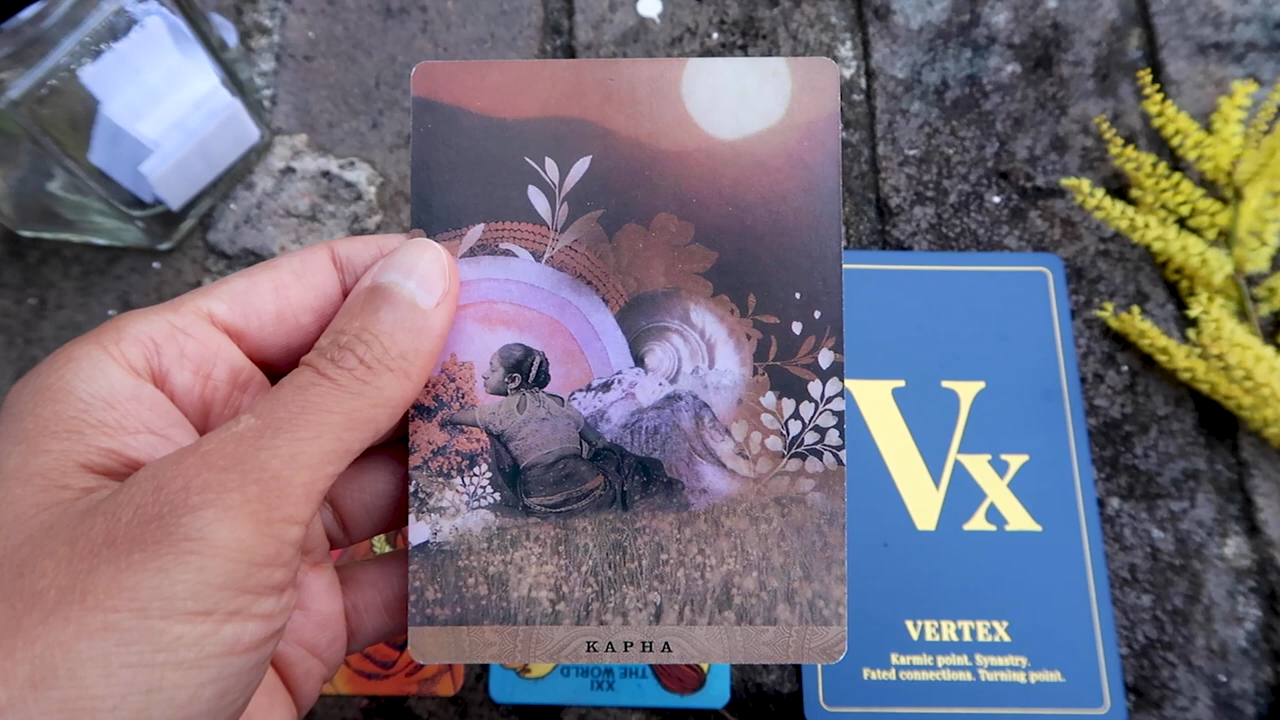 KAPHA
Vx
VERTEX
Karmic point. Synastry.
Fated connections. Turning point.
XXI
THE WORLD